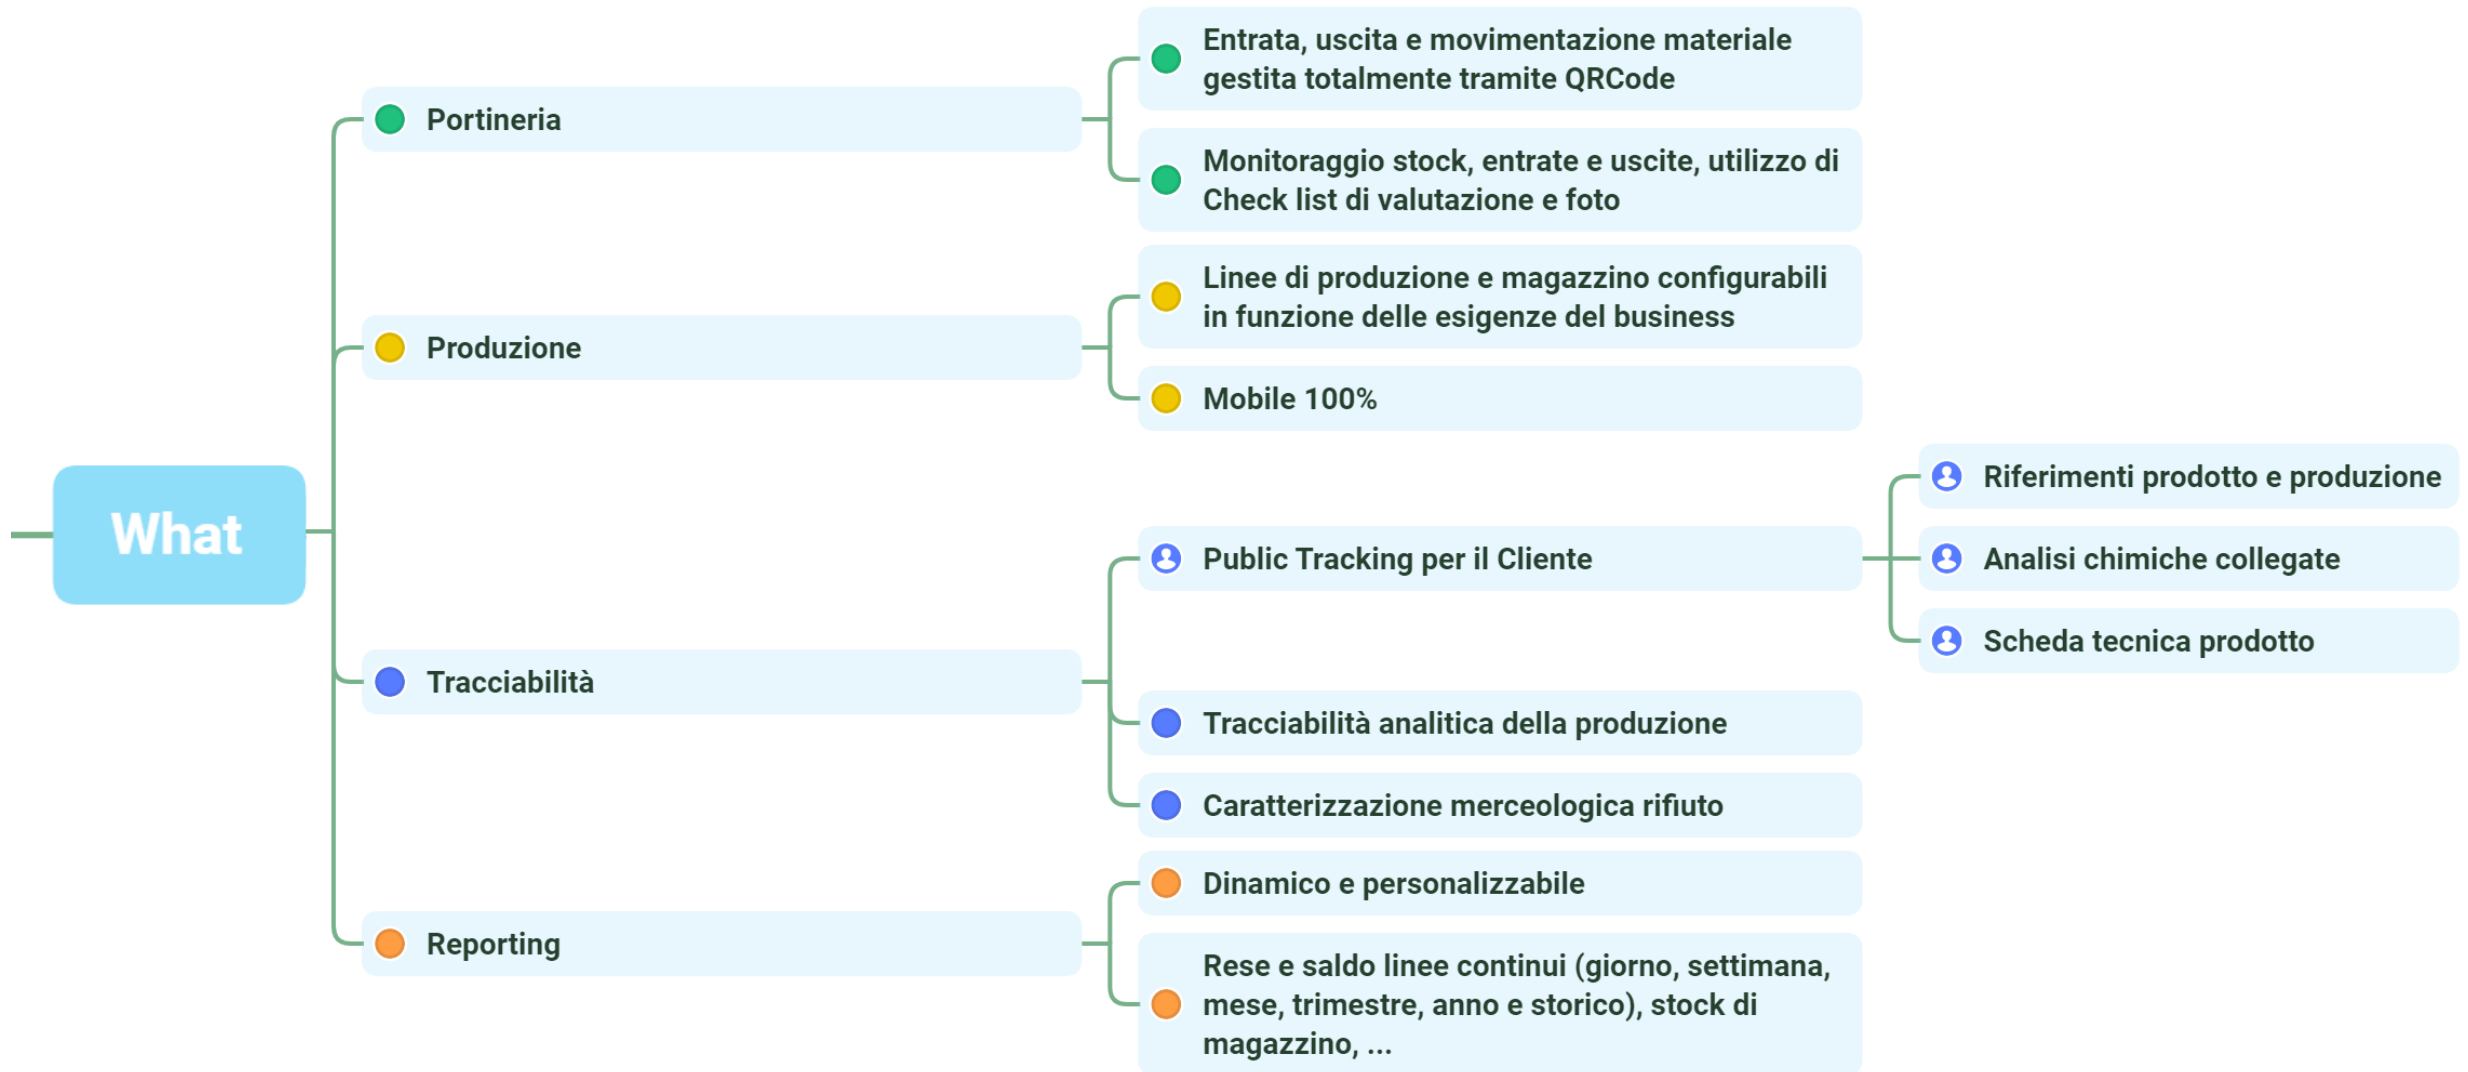 What
Portineria
Entrata, uscita e movimentazione materiale
gestita totalmente tramite QRCode
Monitoraggio stock, entrate e uscite, utilizzo di
Check list di valutazione e foto
Produzione
Linee di produzione e magazzino configurabili
in funzione delle esigenze del business
Mobile 100%
Tracciabilità
Public Tracking per il Cliente
Riferimenti prodotto e produzione
Analisi chimiche collegate
Scheda tecnica prodotto
Tracciabilità analitica della produzione
Caratterizzazione merceologica rifiuto
Reporting
Dinamico e personalizzabile
Rese e saldo linee continui (giorno, settimana,
mese, trimestre, anno e storico), stock di
magazzino, ...